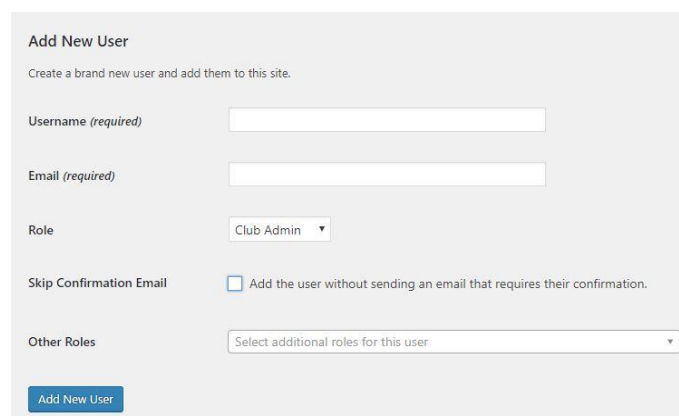 Add New User
Create a brand new user and add them to this site.
Username (required)
Email (required)
Role
Club Admin
Skip Confirmation Email
Add the user without sending an email that requires their confirmation.
Other Roles
Select additional roles for this user
Add New User